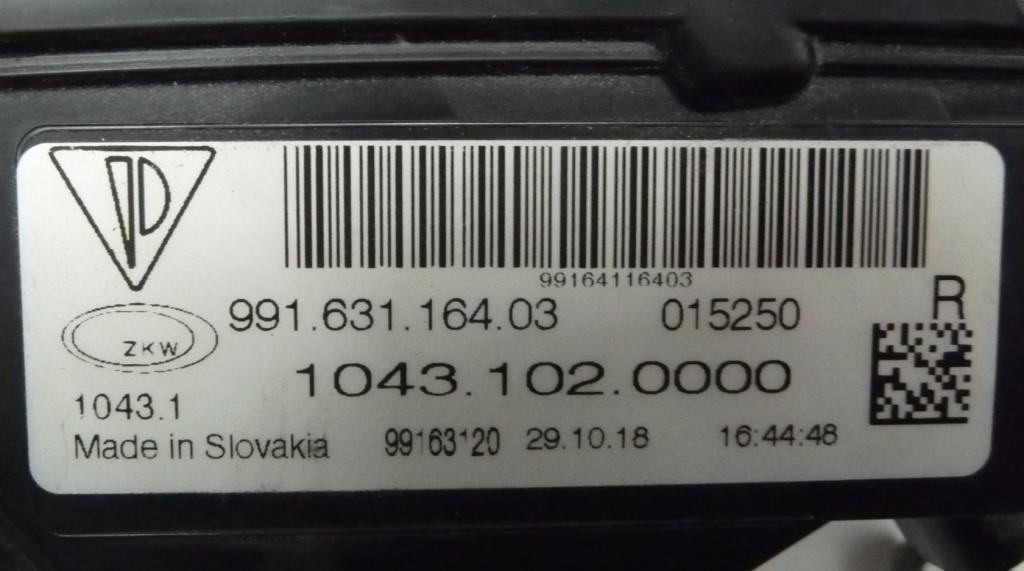 99164116403
991.631.164.03 015250 R
ZKW
1043.102.0000
1043.1
Made in Slovakia 29.10.18 16:44:48